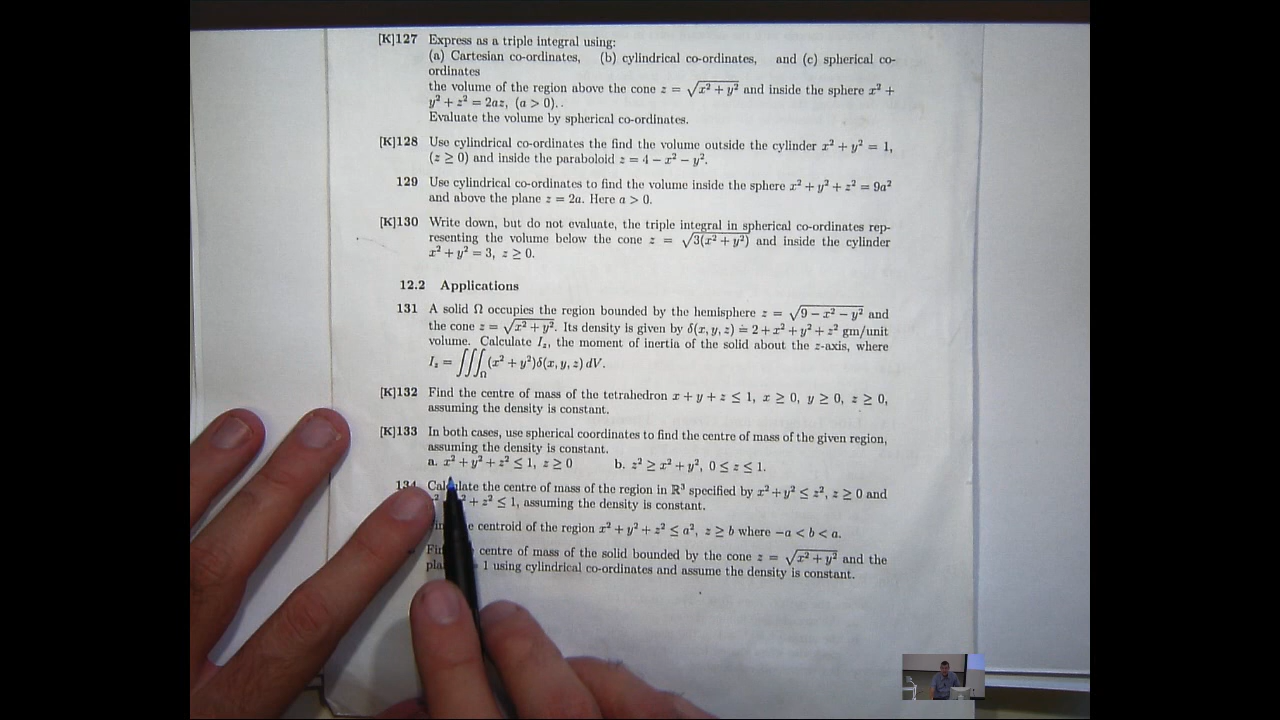 [K]127 Express as a triple integral using:
(a) Cartesian co-ordinates, (b) cylindrical co-ordinates, and (c) spherical co-
ordinates
the volume of the region above the cone z = √(x² + y²) and inside the sphere x² +
y² + z² = 2az, (a > 0)..
Evaluate the volume by spherical co-ordinates.
[K]128 Use cylindrical co-ordinates the find the volume outside the cylinder x² + y² = 1,
(z ≥ 0) and inside the paraboloid z = 4 − x² − y².
129 Use cylindrical co-ordinates to find the volume inside the sphere x² + y² + z² = 9a²
and above the plane z = 2a. Here a > 0.
[K]130 Write down, but do not evaluate, the triple integral in spherical co-ordinates rep-
resenting the volume below the cone z = √(3(x² + y²)) and inside the cylinder
x² + y² = 3, z ≥ 0.
12.2 Applications
131 A solid Ω occupies the region bounded by the hemisphere z = √(9 − x² − y²) and
the cone z = √(x² + y²). Its density is given by δ(x, y, z) = 2 + x² + y² + z² gm/unit
volume. Calculate I_z, the moment of inertia of the solid about the z-axis, where
I_z = ∭_Ω (x² + y²)δ(x, y, z) dV.
[K]132 Find the centre of mass of the tetrahedron x + y + z ≤ 1, x ≥ 0, y ≥ 0, z ≥ 0,
assuming the density is constant.
[K]133 In both cases, use spherical coordinates to find the centre of mass of the given region,
assuming the density is constant.
a. x² + y² + z² ≤ 1, z ≥ 0 b. z² ≥ x² + y², 0 ≤ z ≤ 1.
134 Calculate the centre of mass of the region in ℝ³ specified by x² + y² ≤ z², z ≥ 0 and
+ z² ≤ 1, assuming the density is constant.
centroid of the region x² + y² + z² ≤ a², z ≥ b where −a < b < a.
centre of mass of the solid bounded by the cone z = √(x² + y²) and the
1 using cylindrical co-ordinates and assume the density is constant.